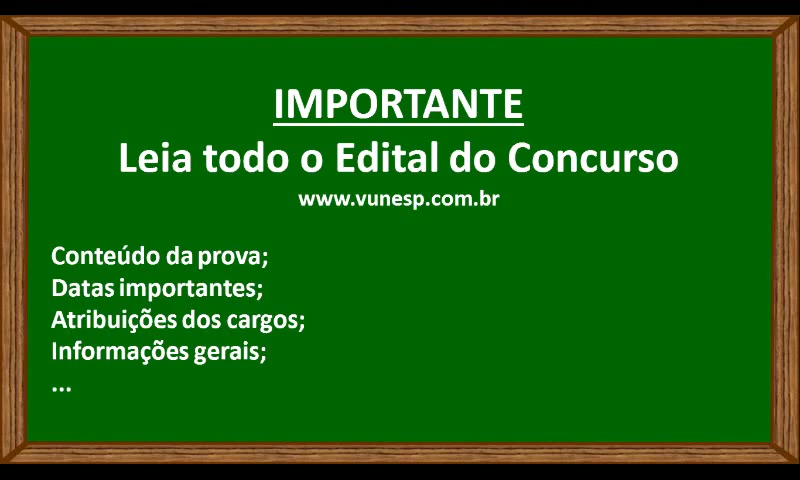 IMPORTANTE
Leia todo o Edital do Concurso
www.vunesp.com.br
Conteúdo da prova;
Datas importantes;
Atribuições dos cargos;
Informações gerais;
...